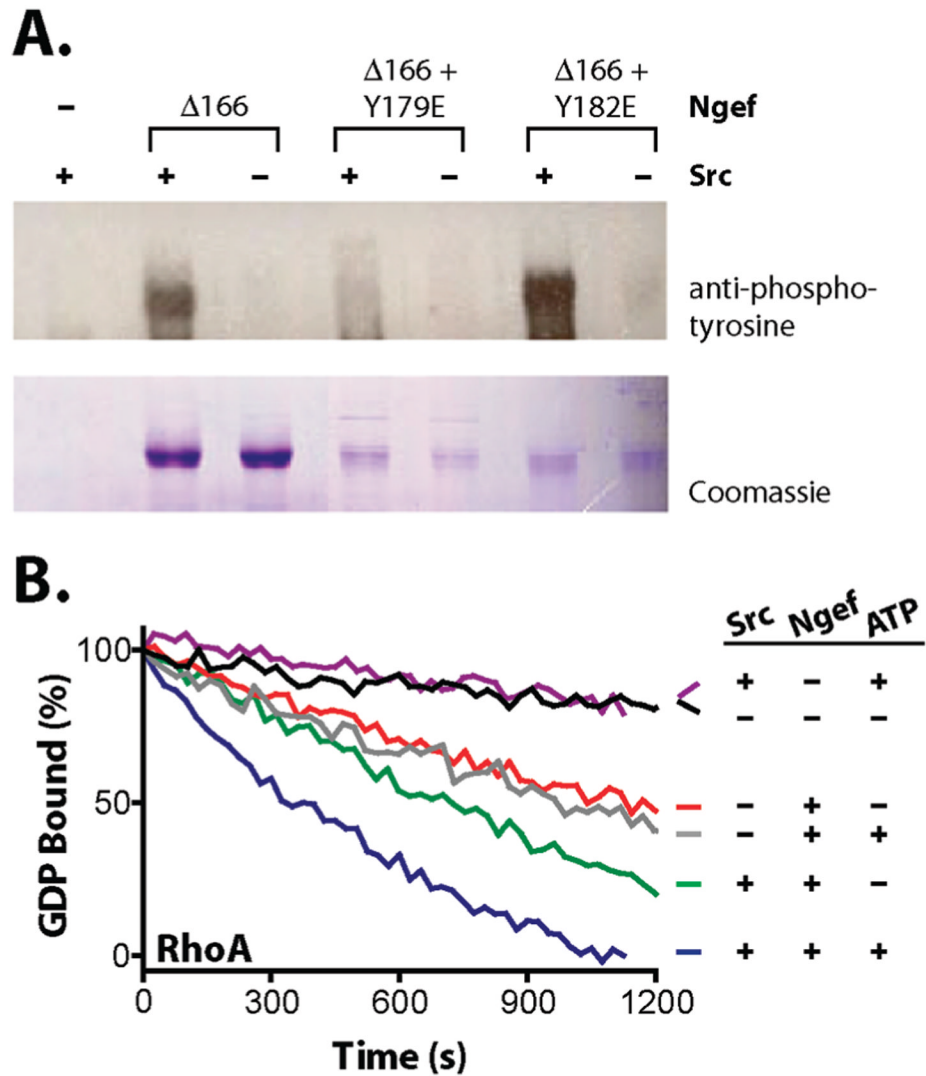 A.
– Δ166 Δ166 + Y179E Δ166 + Y182E Ngef
+ + – + – + – Src
anti-phospho-
tyrosine
Coomassie
B.
Src Ngef ATP
GDP Bound (%)
100
50
0
+ – +
– – –
– + –
– + +
+ + –
+ + +
RhoA
0 300 600 900 1200
Time (s)